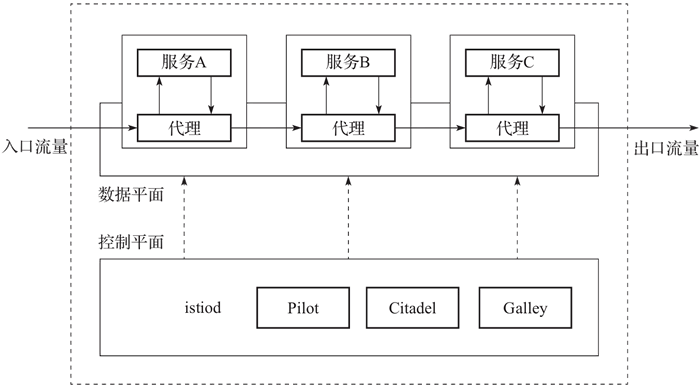 服务A
服务B
服务C
代理
代理
代理
入口流量
出口流量
数据平面
控制平面
istiod
Pilot
Citadel
Galley